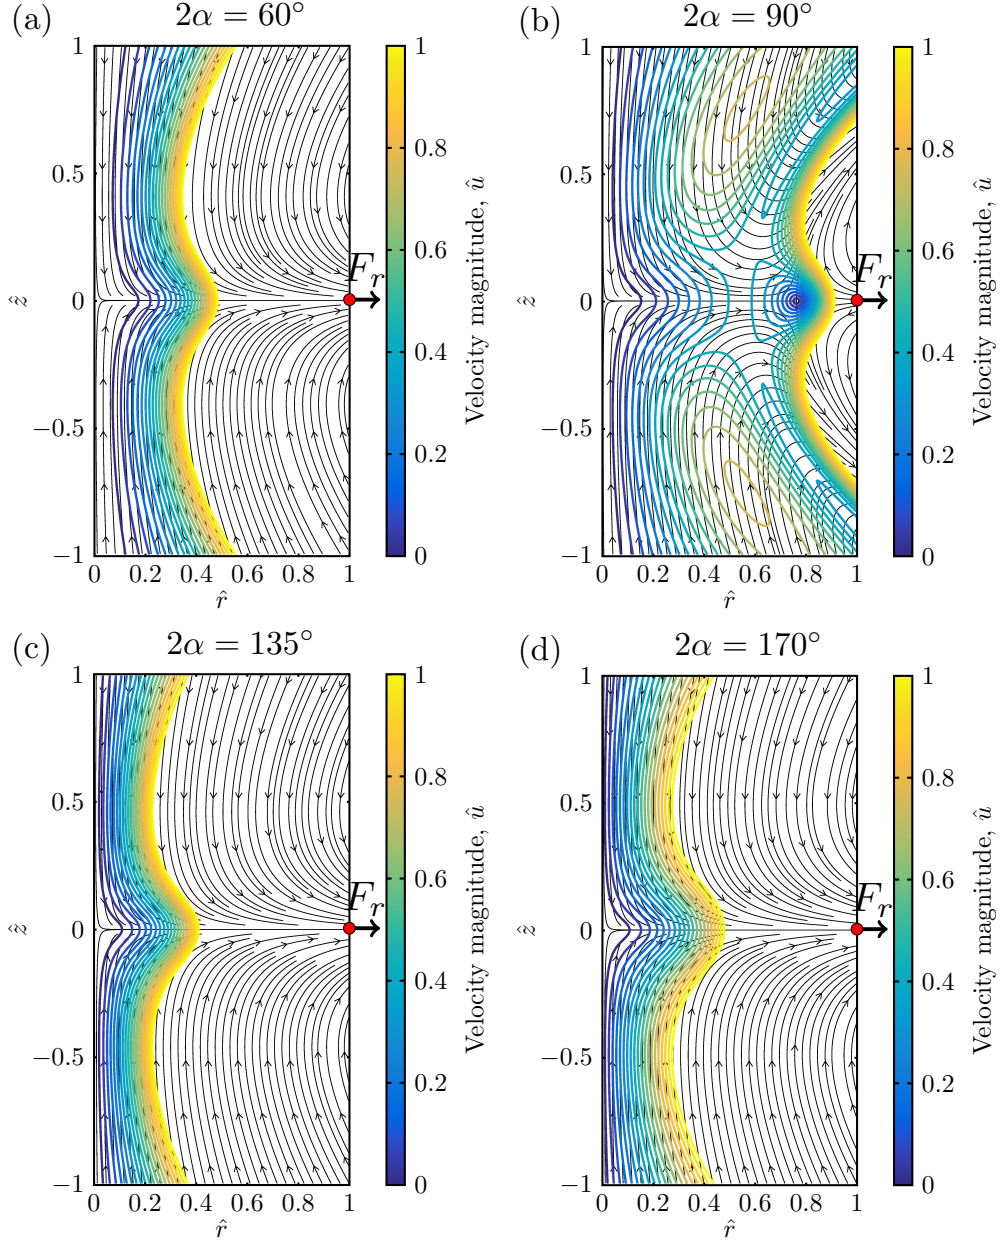 (a) 2α = 60°
1
0.5
0
−0.5
−1
ẑ
0 0.2 0.4 0.6 0.8 1
r̂
F_r
1
0.8
0.6
0.4
0.2
0
Velocity magnitude, û
(b) 2α = 90°
1
0.5
0
−0.5
−1
ẑ
0 0.2 0.4 0.6 0.8 1
r̂
F_r
1
0.8
0.6
0.4
0.2
0
Velocity magnitude, û
(c) 2α = 135°
1
0.5
0
−0.5
−1
ẑ
0 0.2 0.4 0.6 0.8 1
r̂
F_r
1
0.8
0.6
0.4
0.2
0
Velocity magnitude, û
(d) 2α = 170°
1
0.5
0
−0.5
−1
ẑ
0 0.2 0.4 0.6 0.8 1
r̂
F_r
1
0.8
0.6
0.4
0.2
0
Velocity magnitude, û